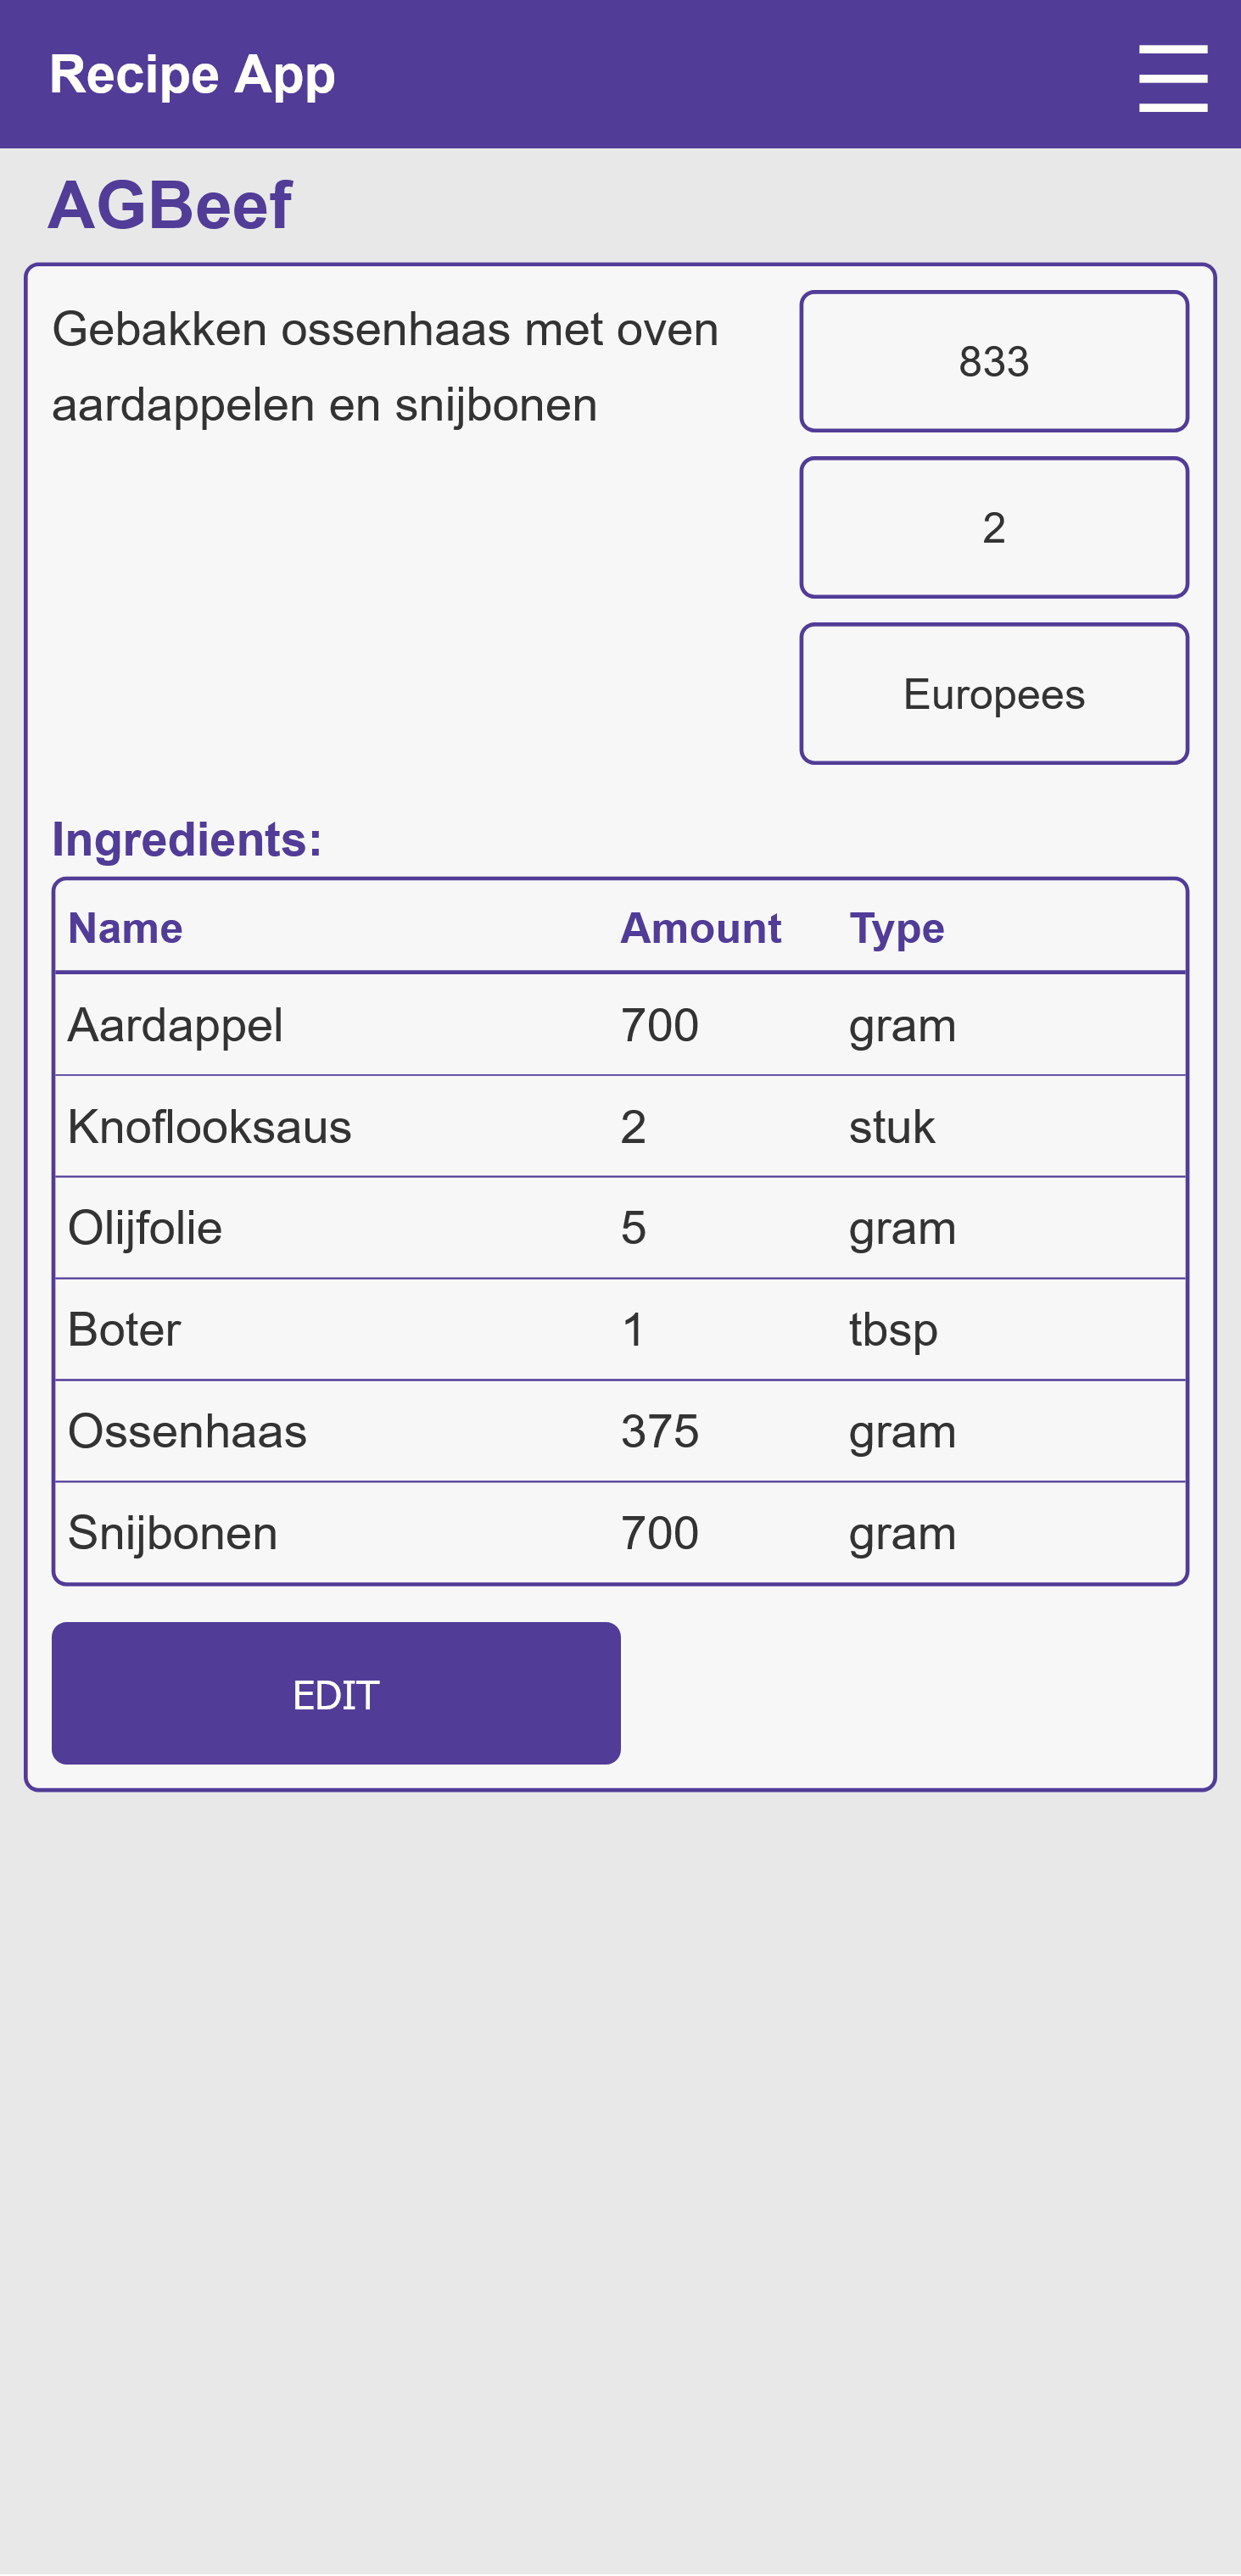 Recipe App
AGBeef
Gebakken ossenhaas met oven
aardappelen en snijbonen
833
2
Europees
Ingredients:
Name Amount Type
Aardappel 700 gram
Knoflooksaus 2 stuk
Olijfolie 5 gram
Boter 1 tbsp
Ossenhaas 375 gram
Snijbonen 700 gram
EDIT